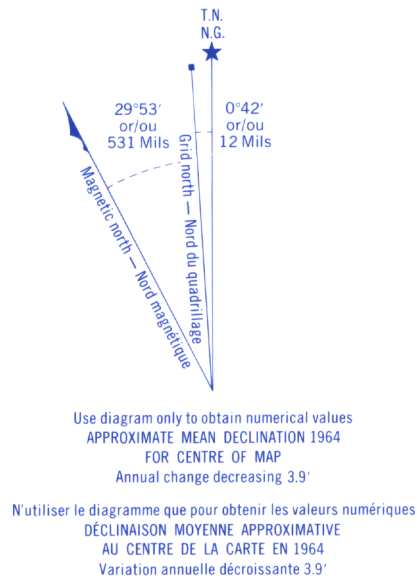 T.N.
N.G.
29°53′
or/ou
531 Mils
0°42′
or/ou
12 Mils
Grid north — Nord du quadrillage
Magnetic north — Nord magnétique
Use diagram only to obtain numerical values
APPROXIMATE MEAN DECLINATION 1964
FOR CENTRE OF MAP
Annual change decreasing 3.9′
N'utiliser le diagramme que pour obtenir les valeurs numériques
DÉCLINAISON MOYENNE APPROXIMATIVE
AU CENTRE DE LA CARTE EN 1964
Variation annuelle décroissante 3.9′